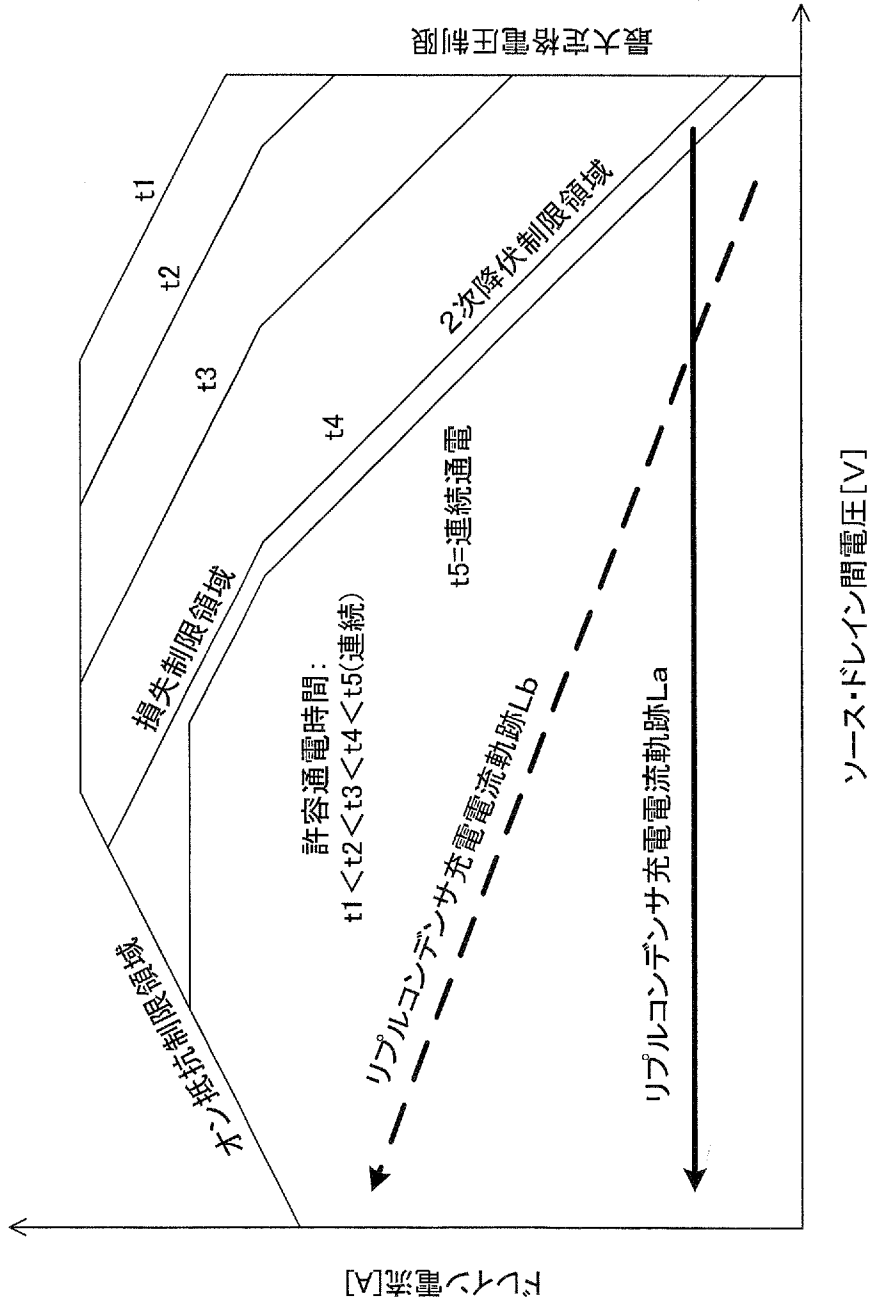 ドレイン電流[A]
オン抵抗制限領域
損失制限領域
t1
t2
t3
t4
2次降伏制限領域
最大定格電圧制限
許容通電時間:
t1＜t2＜t3＜t4＜t5(連続)
t5=連続通電
リプルコンデンサ充電電流軌跡Lb
リプルコンデンサ充電電流軌跡La
ソース・ドレイン間電圧[V]